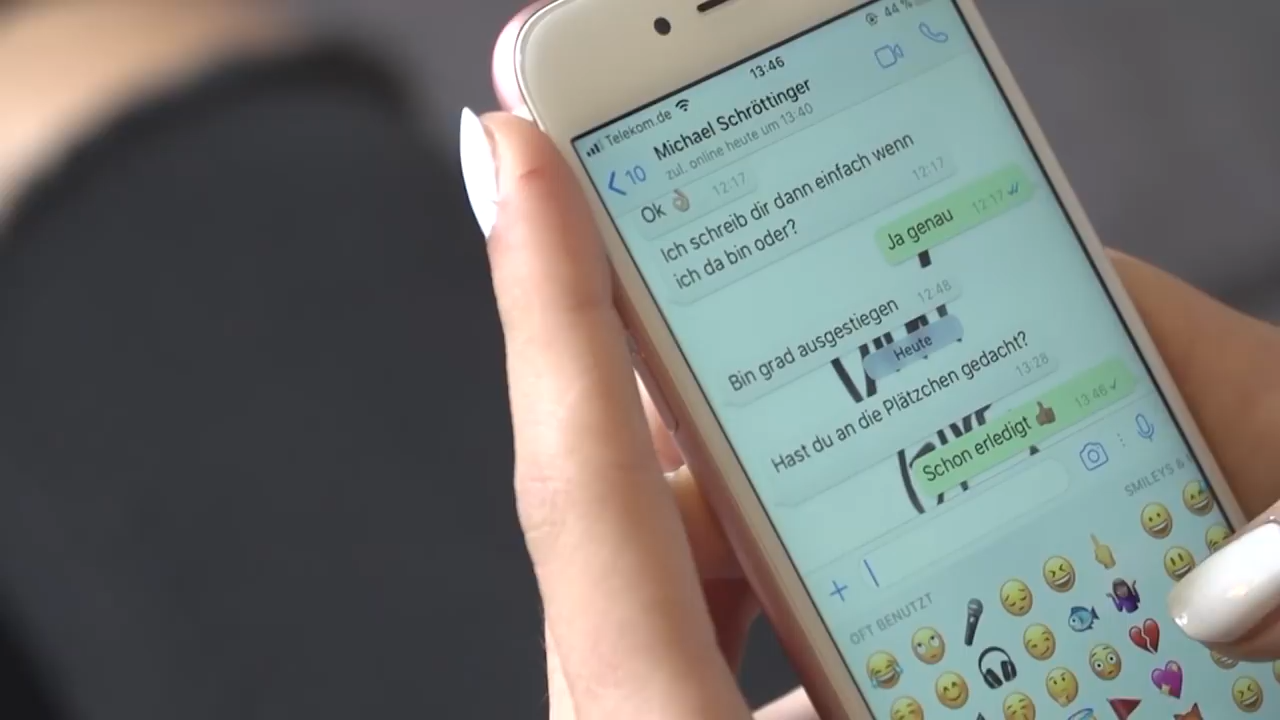 44 %
13:46
Telekom.de
10
Michael Schröttinger
zul. online heute um 13:40
Ok 👌🏼 12:17
Ich schreib dir dann einfach wenn
ich da bin oder? 12:17
Ja genau 12:17
Bin grad ausgestiegen 12:48
Heute
Hast du an die Plätzchen gedacht? 13:28
Schon erledigt 👍🏾 13:46
OFT BENUTZT
SMILEYS &